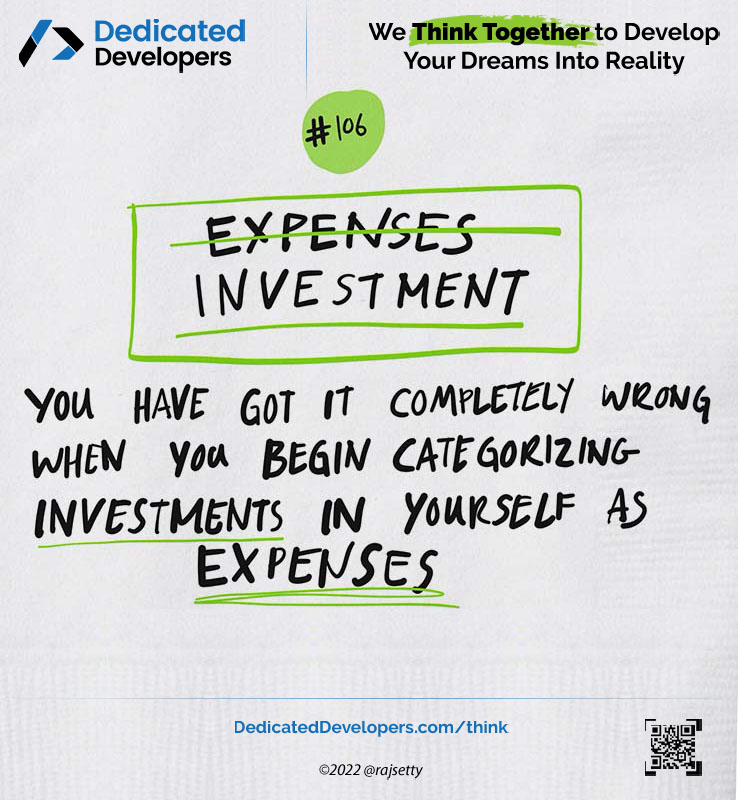 Dedicated
Developers
We Think Together to Develop
Your Dreams Into Reality
#106
EXPENSES
INVESTMENT
YOU HAVE GOT IT COMPLETELY WRONG
WHEN YOU BEGIN CATEGORIZING
INVESTMENTS IN YOURSELF AS
EXPENSES
DedicatedDevelopers.com/think
©2022 @rajsetty